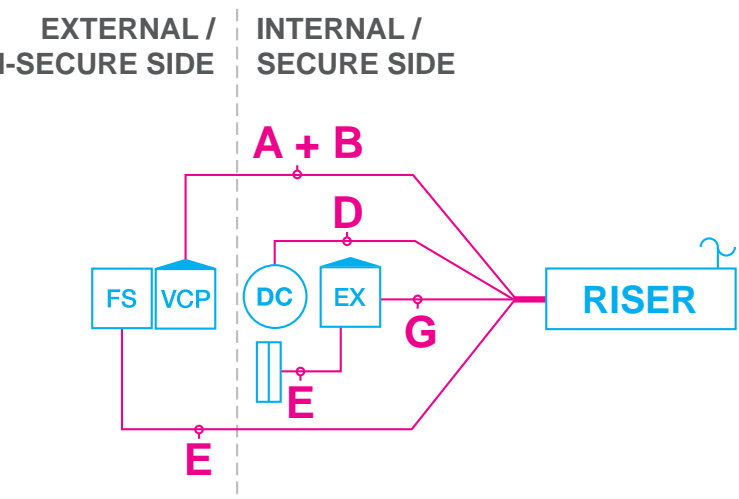 EXTERNAL /
-SECURE SIDE
INTERNAL /
SECURE SIDE
A + B
D
FS
VCP
DC
EX
RISER
G
E
E